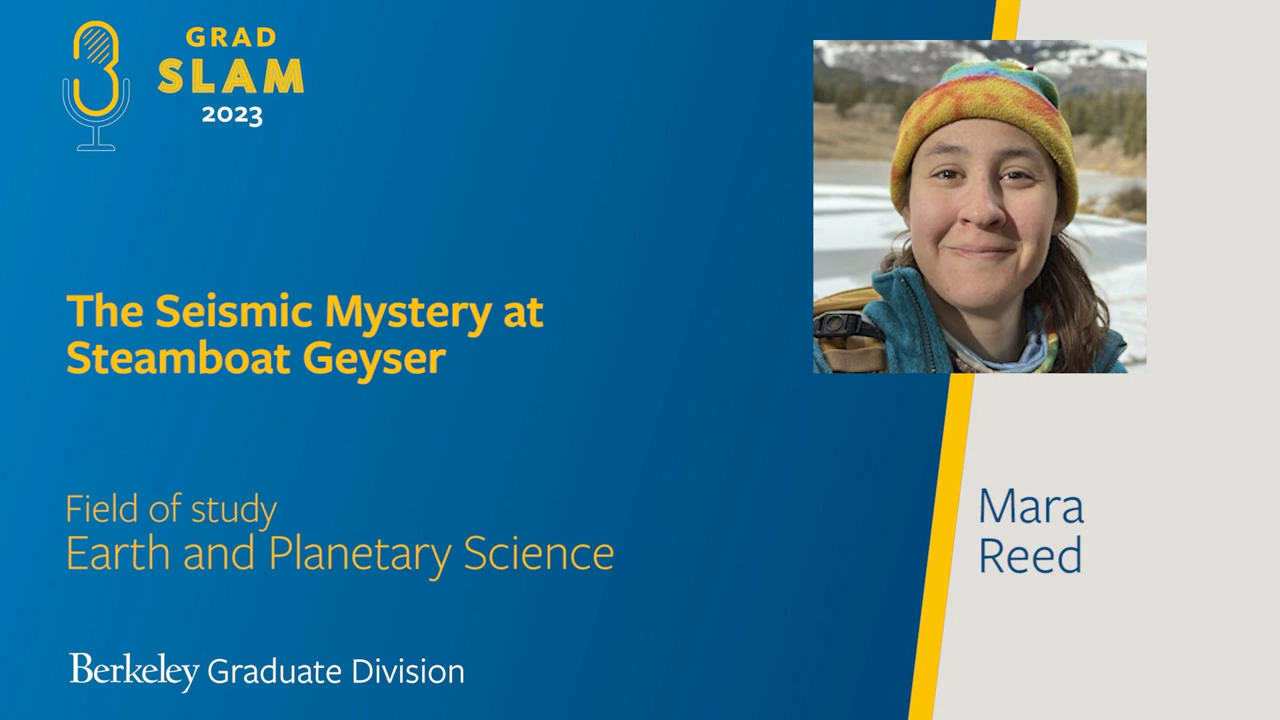 GRAD
SLAM
2023
The Seismic Mystery at
Steamboat Geyser
Field of study
Earth and Planetary Science
Mara
Reed
Berkeley Graduate Division